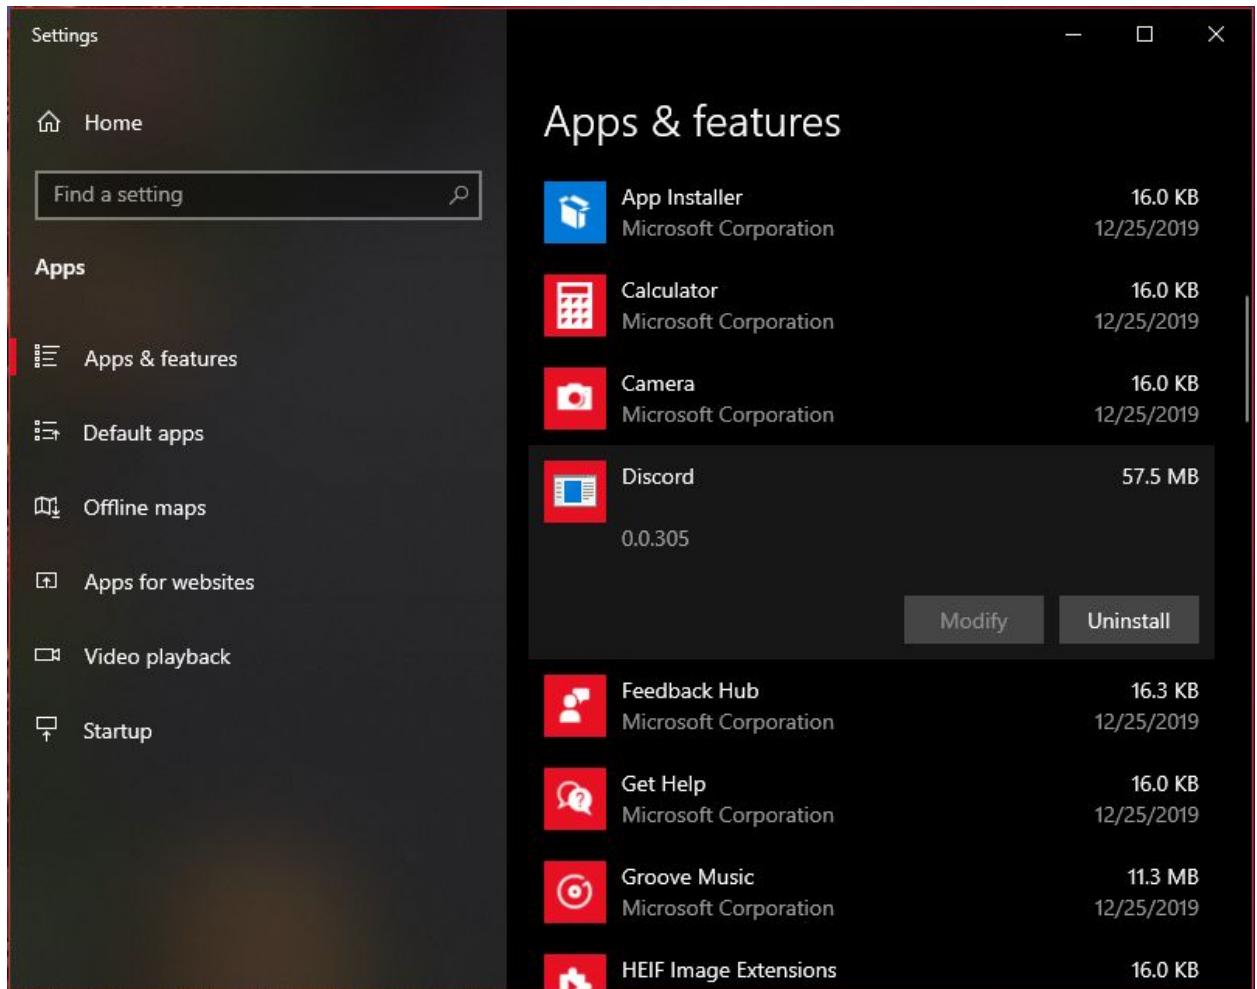 Settings
Home
Find a setting
Apps
Apps & features
Default apps
Offline maps
Apps for websites
Video playback
Startup
Apps & features
App Installer 16.0 KB
Microsoft Corporation 12/25/2019
Calculator 16.0 KB
Microsoft Corporation 12/25/2019
Camera 16.0 KB
Microsoft Corporation 12/25/2019
Discord 57.5 MB
0.0.305
Modify Uninstall
Feedback Hub 16.3 KB
Microsoft Corporation 12/25/2019
Get Help 16.0 KB
Microsoft Corporation 12/25/2019
Groove Music 11.3 MB
Microsoft Corporation 12/25/2019
HEIF Image Extensions 16.0 KB